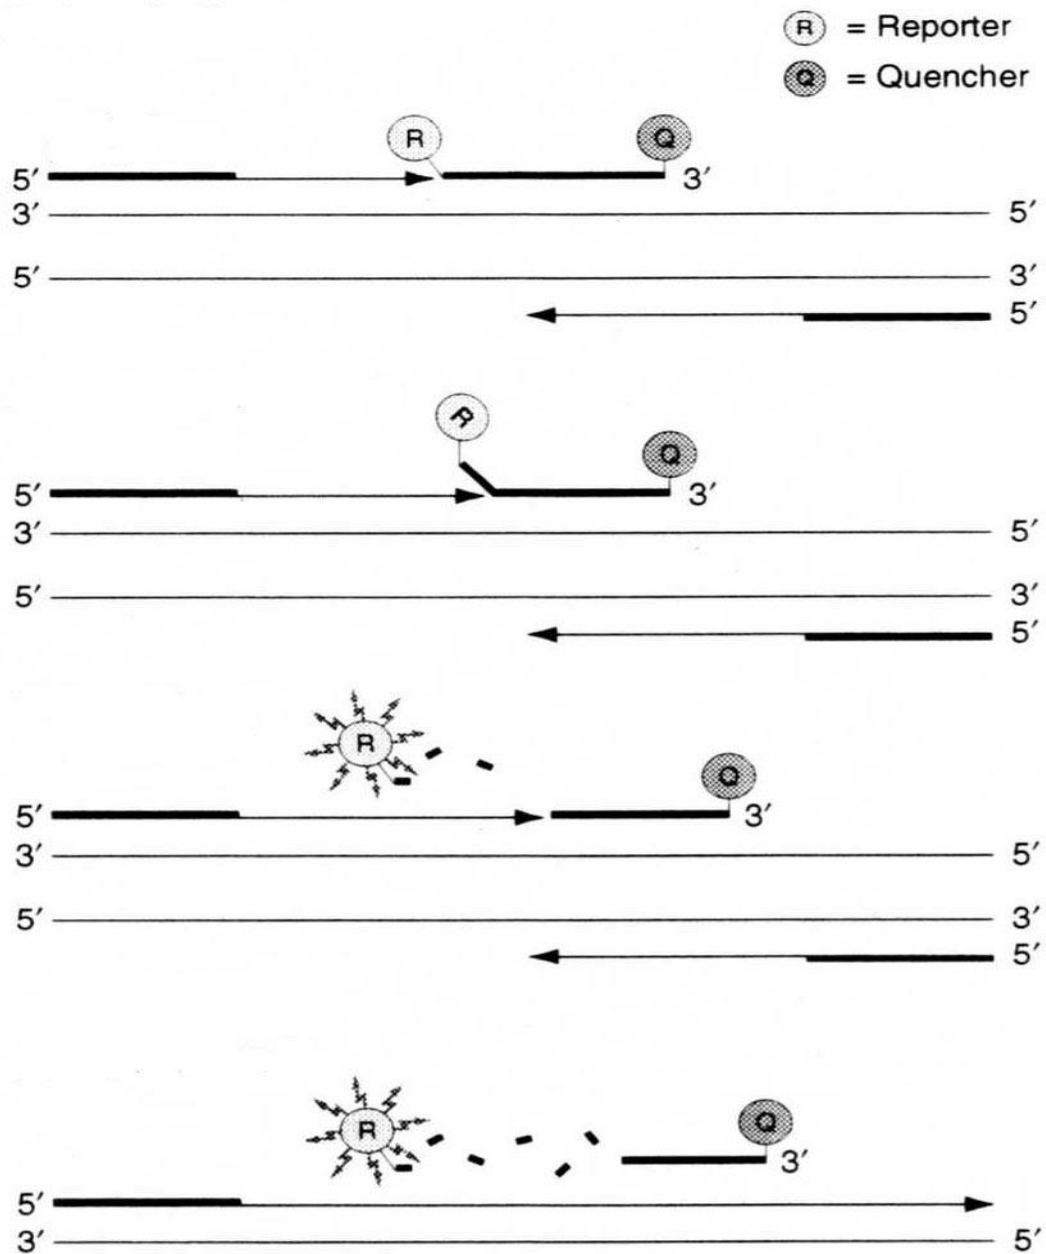 R = Reporter
Q = Quencher
R Q
5′ 3′
3′ 5′
5′ 3′
5′
R
Q
5′ 3′
3′ 5′
5′ 3′
5′
R
Q
5′ 3′
3′ 5′
5′ 3′
5′
R Q
3′
5′
3′ 5′